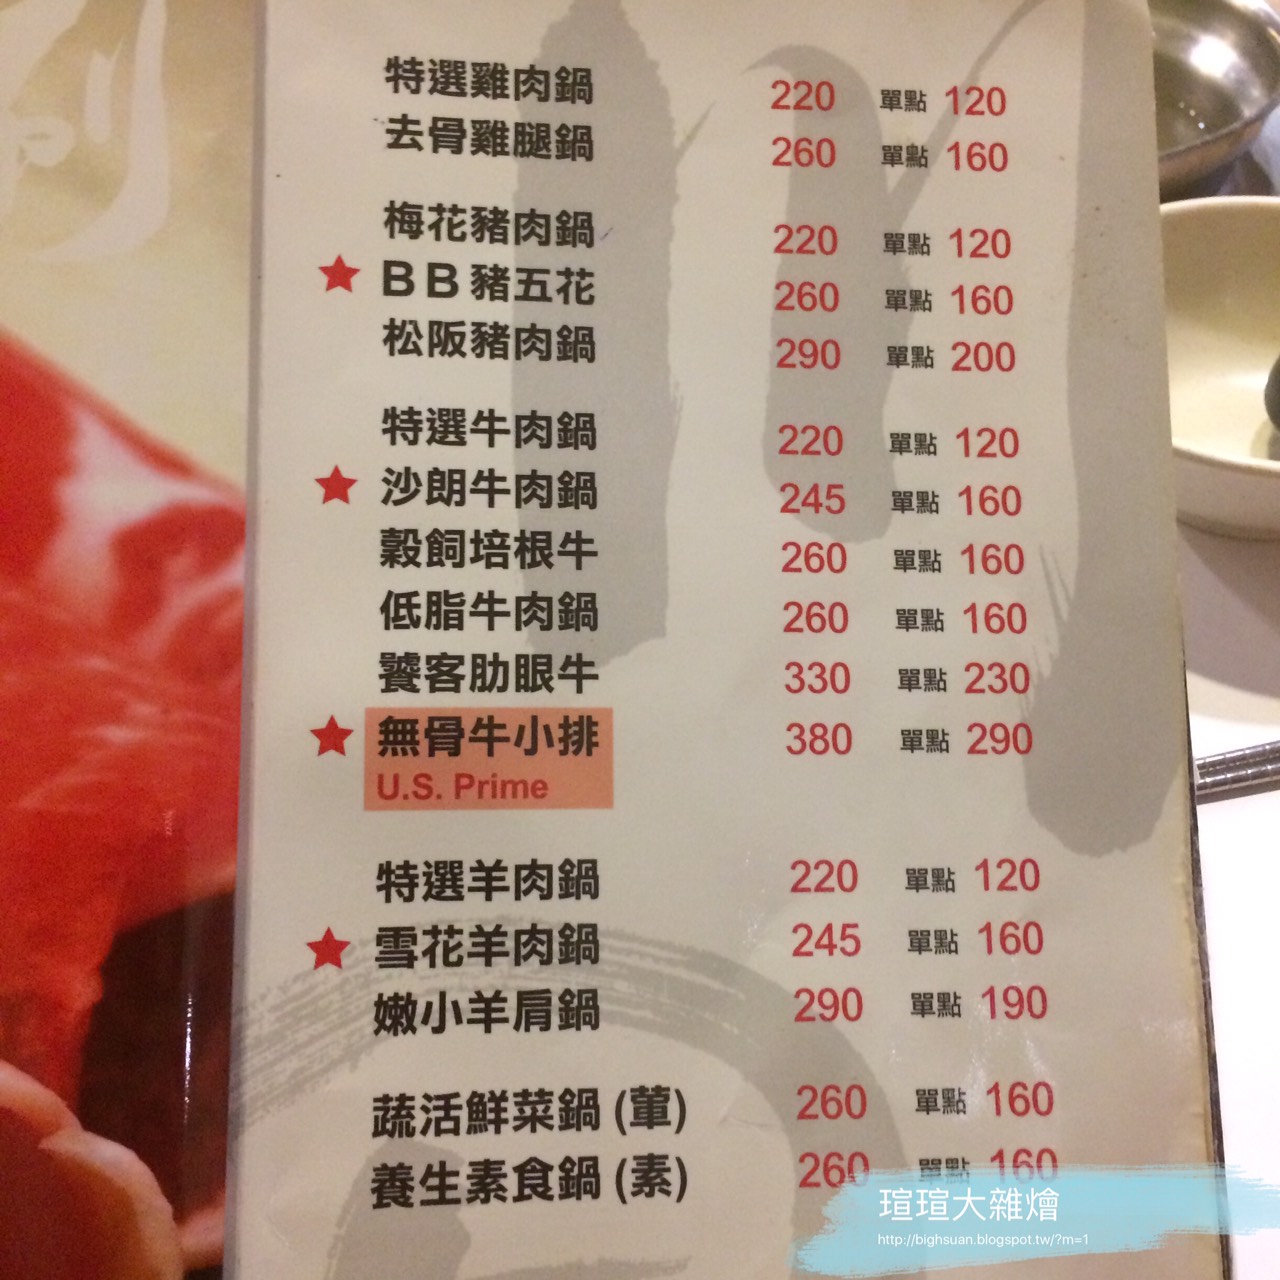 特選雞肉鍋 220 單點 120
去骨雞腿鍋 260 單點 160
梅花豬肉鍋 220 單點 120
★ BB豬五花 260 單點 160
松阪豬肉鍋 290 單點 200
特選牛肉鍋 220 單點 120
★ 沙朗牛肉鍋 245 單點 160
穀飼培根牛 260 單點 160
低脂牛肉鍋 260 單點 160
饕客肋眼牛 330 單點 230
★ 無骨牛小排 380 單點 290
U.S. Prime
特選羊肉鍋 220 單點 120
★ 雪花羊肉鍋 245 單點 160
嫩小羊肩鍋 290 單點 190
蔬活鮮菜鍋 (葷) 260 單點 160
養生素食鍋 (素) 260 單點 160
瑄瑄大雜燴
http://bighsuan.blogspot.tw/?m=1